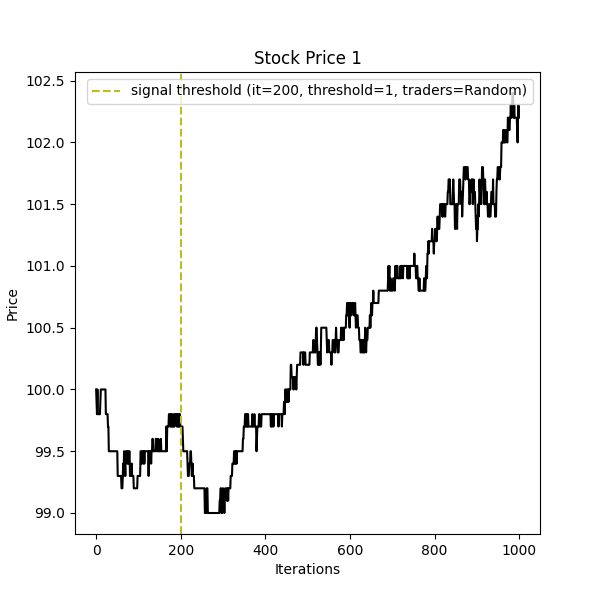 Stock Price 1
signal threshold (it=200, threshold=1, traders=Random)
102.5
102.0
101.5
101.0
100.5
100.0
99.5
99.0
Price
0 200 400 600 800 1000
Iterations